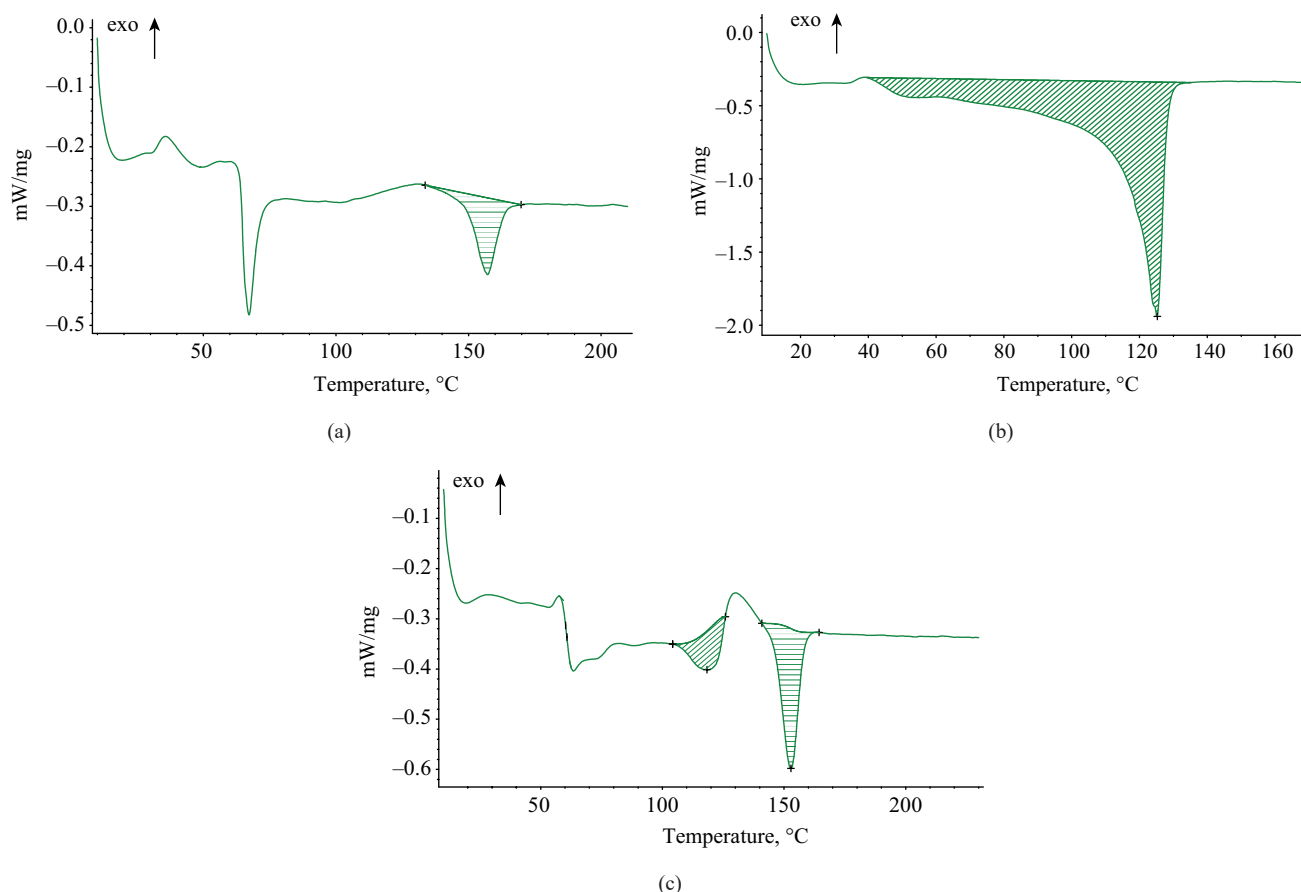 exo
0.0
–0.1
–0.2
–0.3
–0.4
–0.5
mW/mg
50
100
150
200
Temperature, °C
(a)
exo
0.0
–0.5
–1.0
–1.5
–2.0
mW/mg
20
40
60
80
100
120
140
160
Temperature, °C
(b)
exo
–0.1
–0.2
–0.3
–0.4
–0.5
–0.6
mW/mg
50
100
150
200
Temperature, °C
(c)